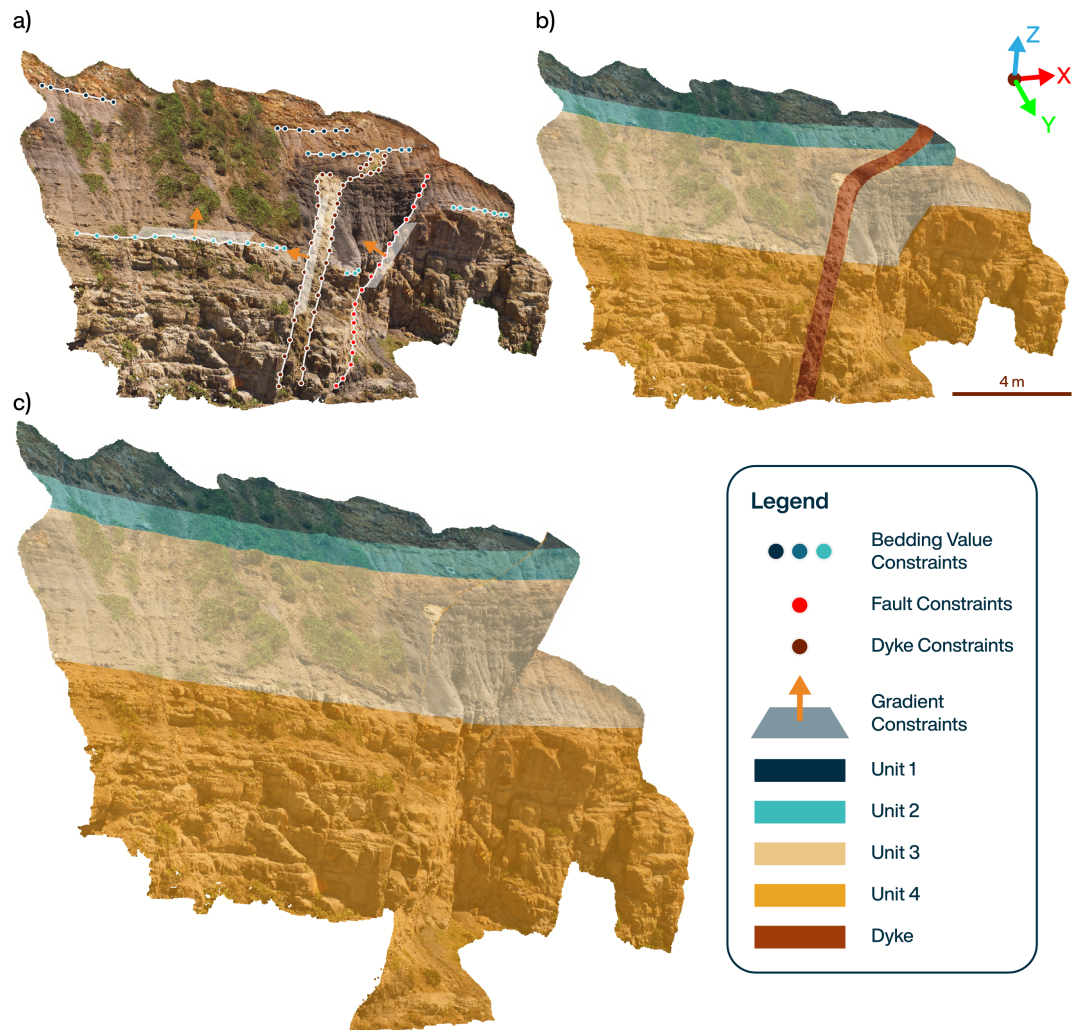 a)
b)
Z
X
Y
4 m
c)
Legend
Bedding Value
Constraints
Fault Constraints
Dyke Constraints
Gradient
Constraints
Unit 1
Unit 2
Unit 3
Unit 4
Dyke